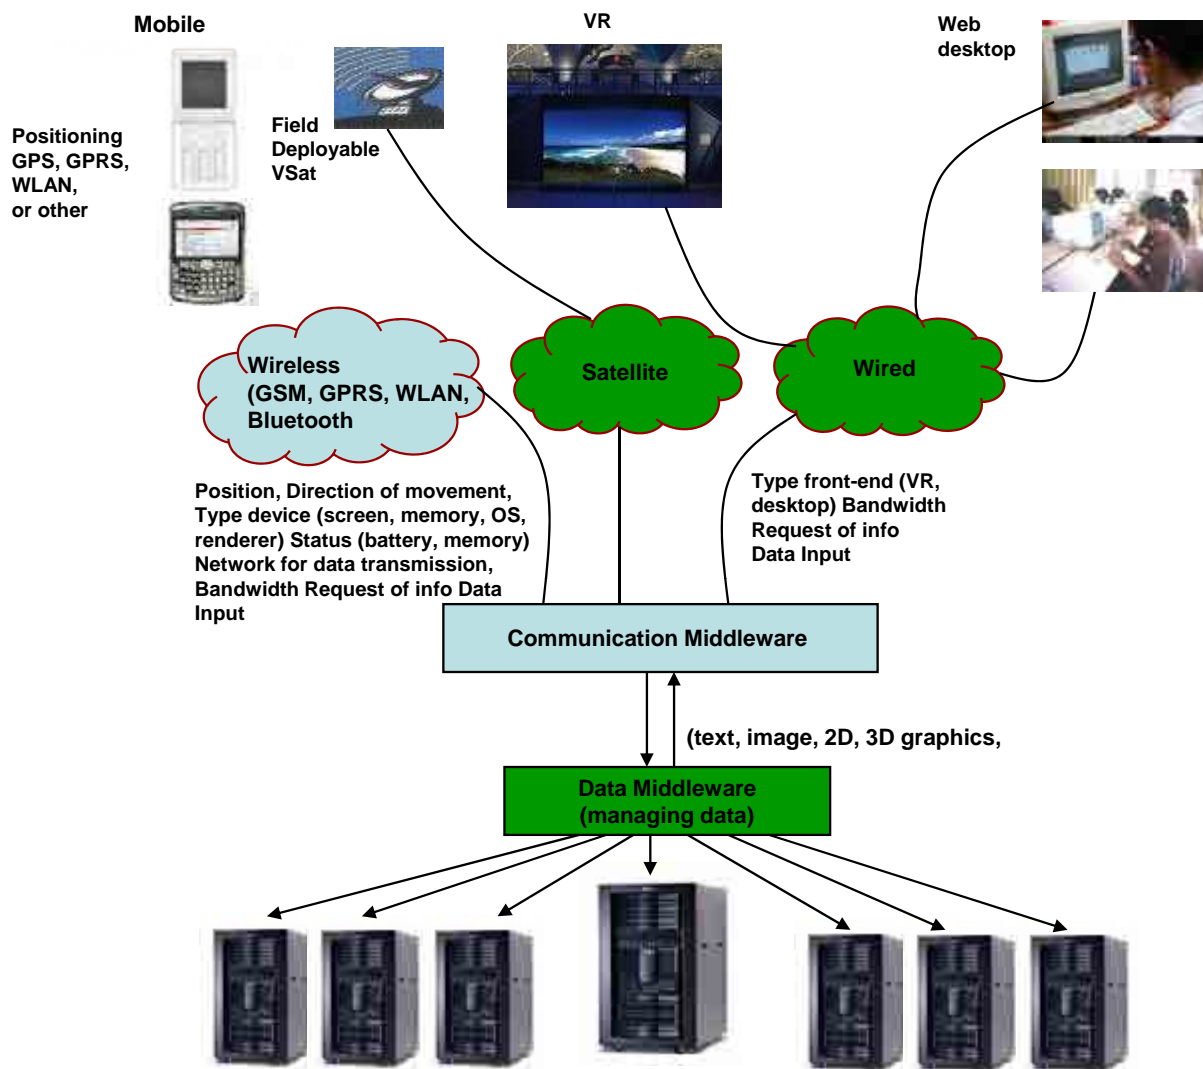 Mobile
VR
Web
desktop
Positioning
GPS, GPRS,
WLAN,
or other
Field
Deployable
VSat
Wireless
(GSM, GPRS, WLAN,
Bluetooth
Satellite
Wired
Position, Direction of movement,
Type device (screen, memory, OS,
renderer) Status (battery, memory)
Network for data transmission,
Bandwidth Request of info Data
Input
Type front-end (VR,
desktop) Bandwidth
Request of info
Data Input
Communication Middleware
(text, image, 2D, 3D graphics,
Data Middleware
(managing data)